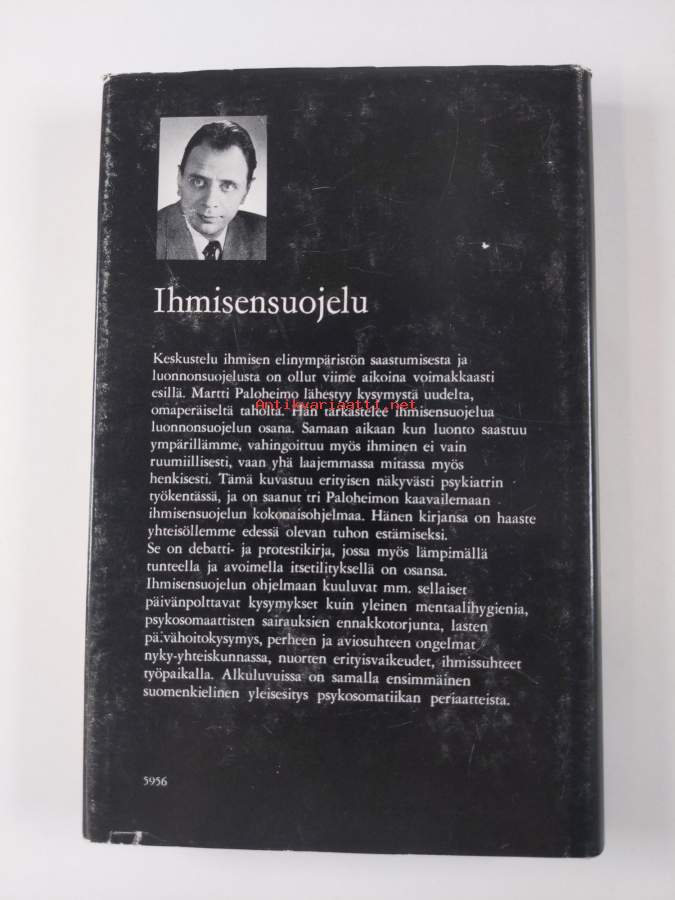 Ihmisensuojelu
Keskustelu ihmisen elinympäristön saastumisesta ja
luonnonsuojelusta on ollut viime aikoina voimakkaasti
esillä. Martti Paloheimo lähestyy kysymystä uudelta,
omaperäiseltä taholta. Hän tarkastelee ihmisensuojelua
Antikvariaatti.net
luonnonsuojelun osana. Samaan aikaan kun luonto saastuu
ympärillämme, vahingoittuu myös ihminen ei vain
ruumiillisesti, vaan yhä laajemmassa mitassa myös
henkisesti. Tämä kuvastuu erityisen näkyvästi psykiatrin
työkentässä, ja on saanut tri Paloheimon kaavailemaan
ihmisensuojelun kokonaisohjelmaa. Hänen kirjansa on haaste
yhteisöllemme edessä olevan tuhon estämiseksi.
Se on debatti- ja protestikirja, jossa myös lämpimällä
tunteella ja avoimella itsetilityksellä on osansa.
Ihmisensuojelun ohjelmaan kuuluvat mm. sellaiset
päivänpolttavat kysymykset kuin yleinen mentaalihygienia,
psykosomaattisten sairauksien ennakkotorjunta, lasten
päivähoitokysymys, perheen ja aviosuhteen ongelmat
nyky-yhteiskunnassa, nuorten erityisvaikeudet, ihmissuhteet
työpaikalla. Alkuluvuissa on samalla ensimmäinen
suomenkielinen yleisesitys psykosomatiikan periaatteista.
5956